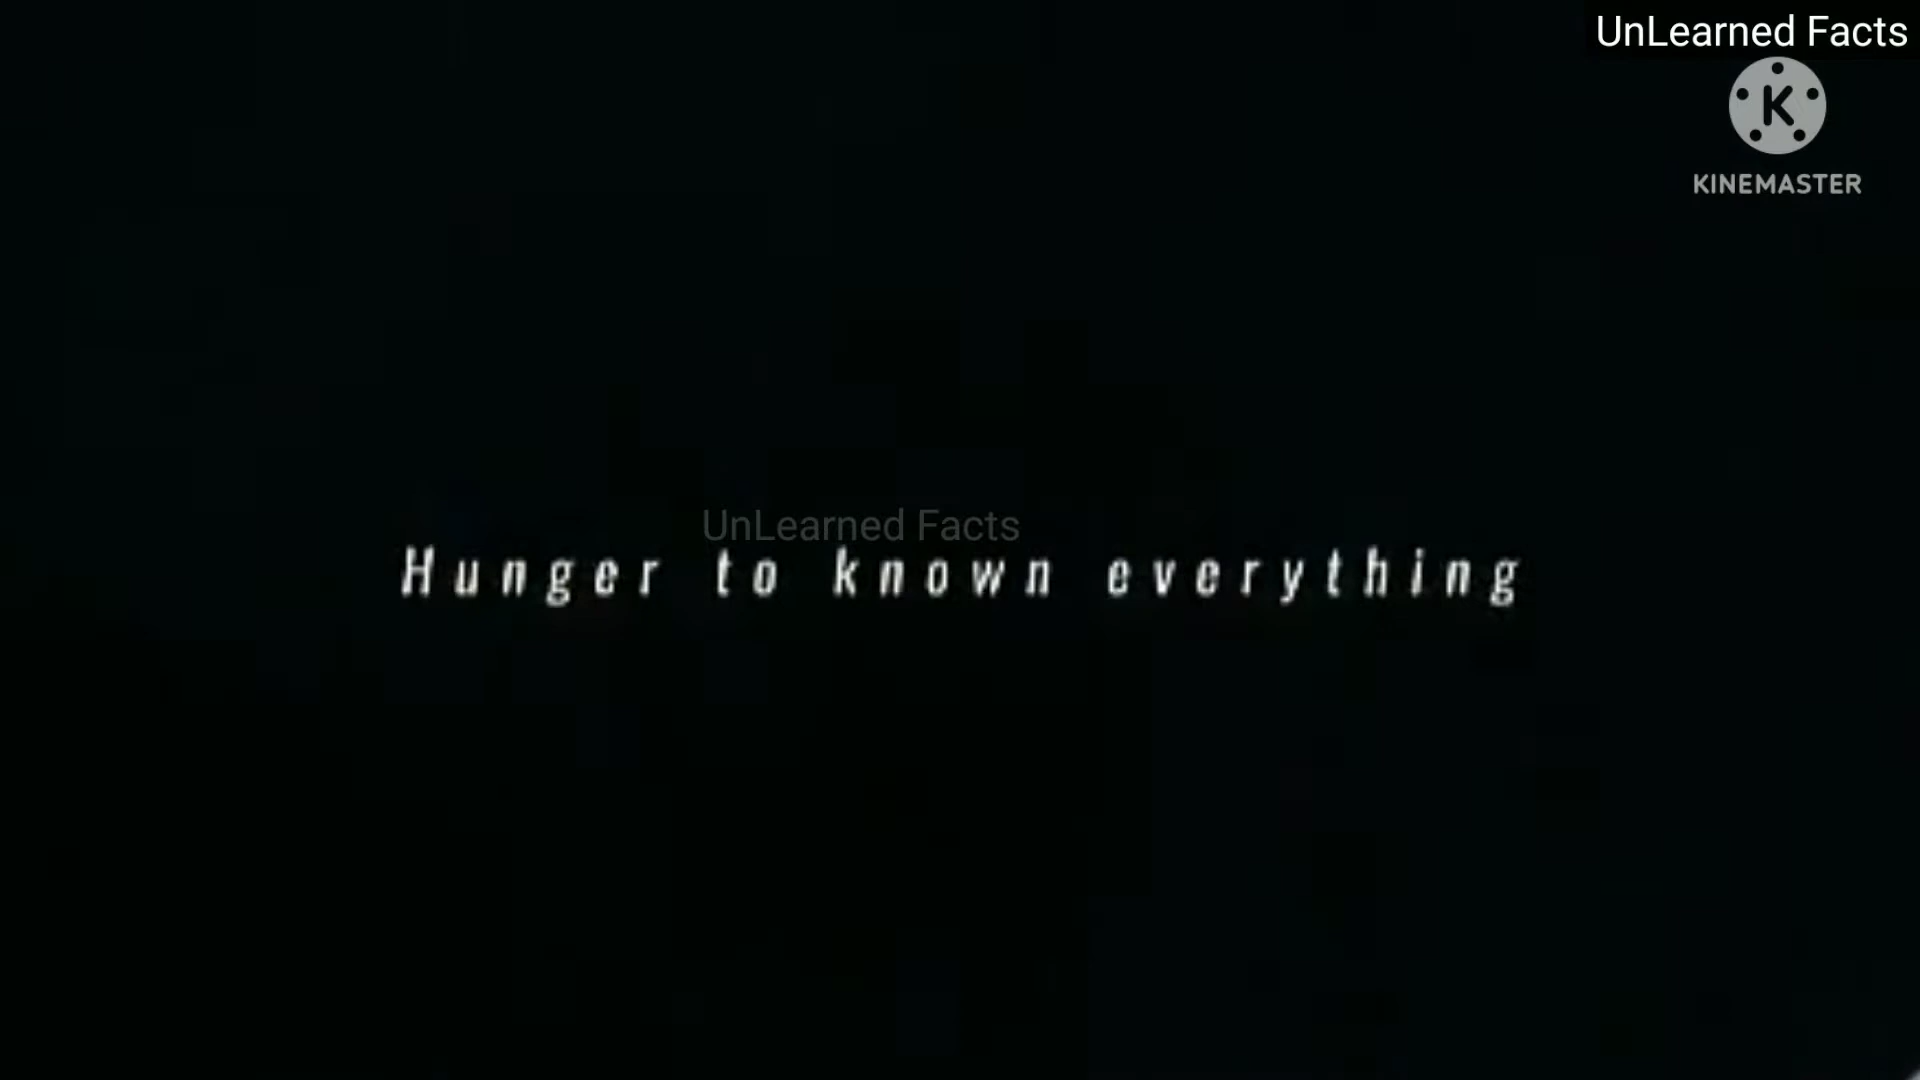 UnLearned Facts
K
KINEMASTER
UnLearned Facts
Hunger to known everything